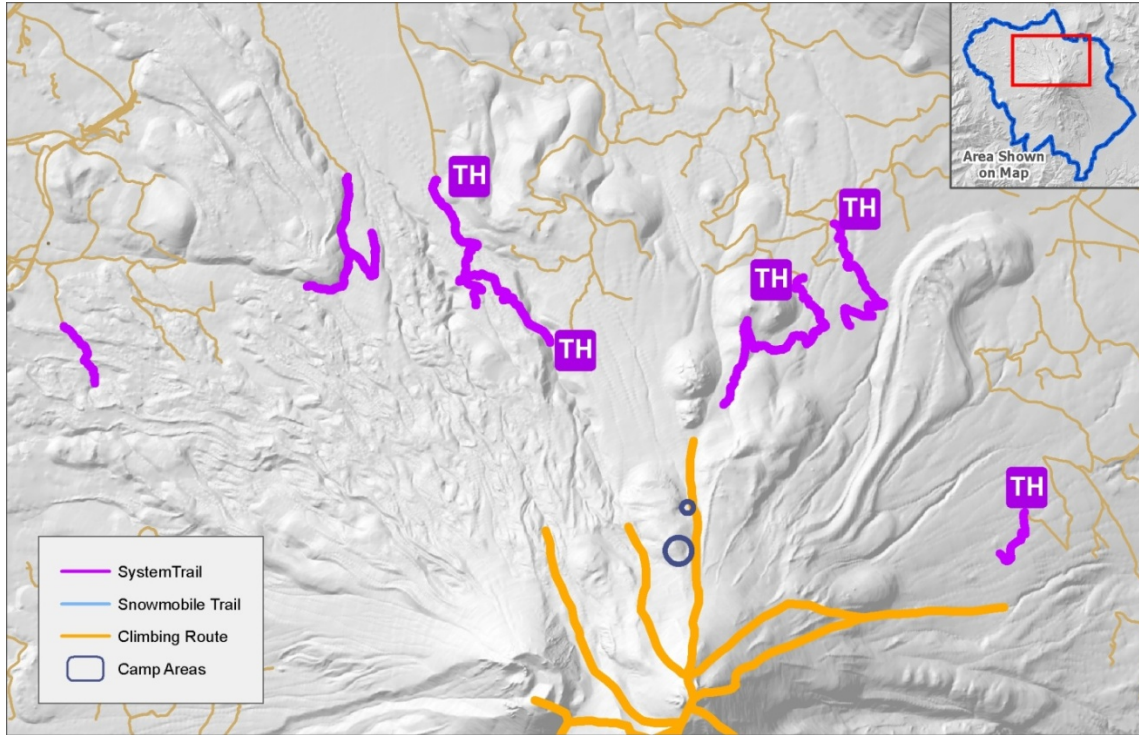 Area Shown
on Map
TH
TH
TH
TH
TH
SystemTrail
Snowmobile Trail
Climbing Route
Camp Areas